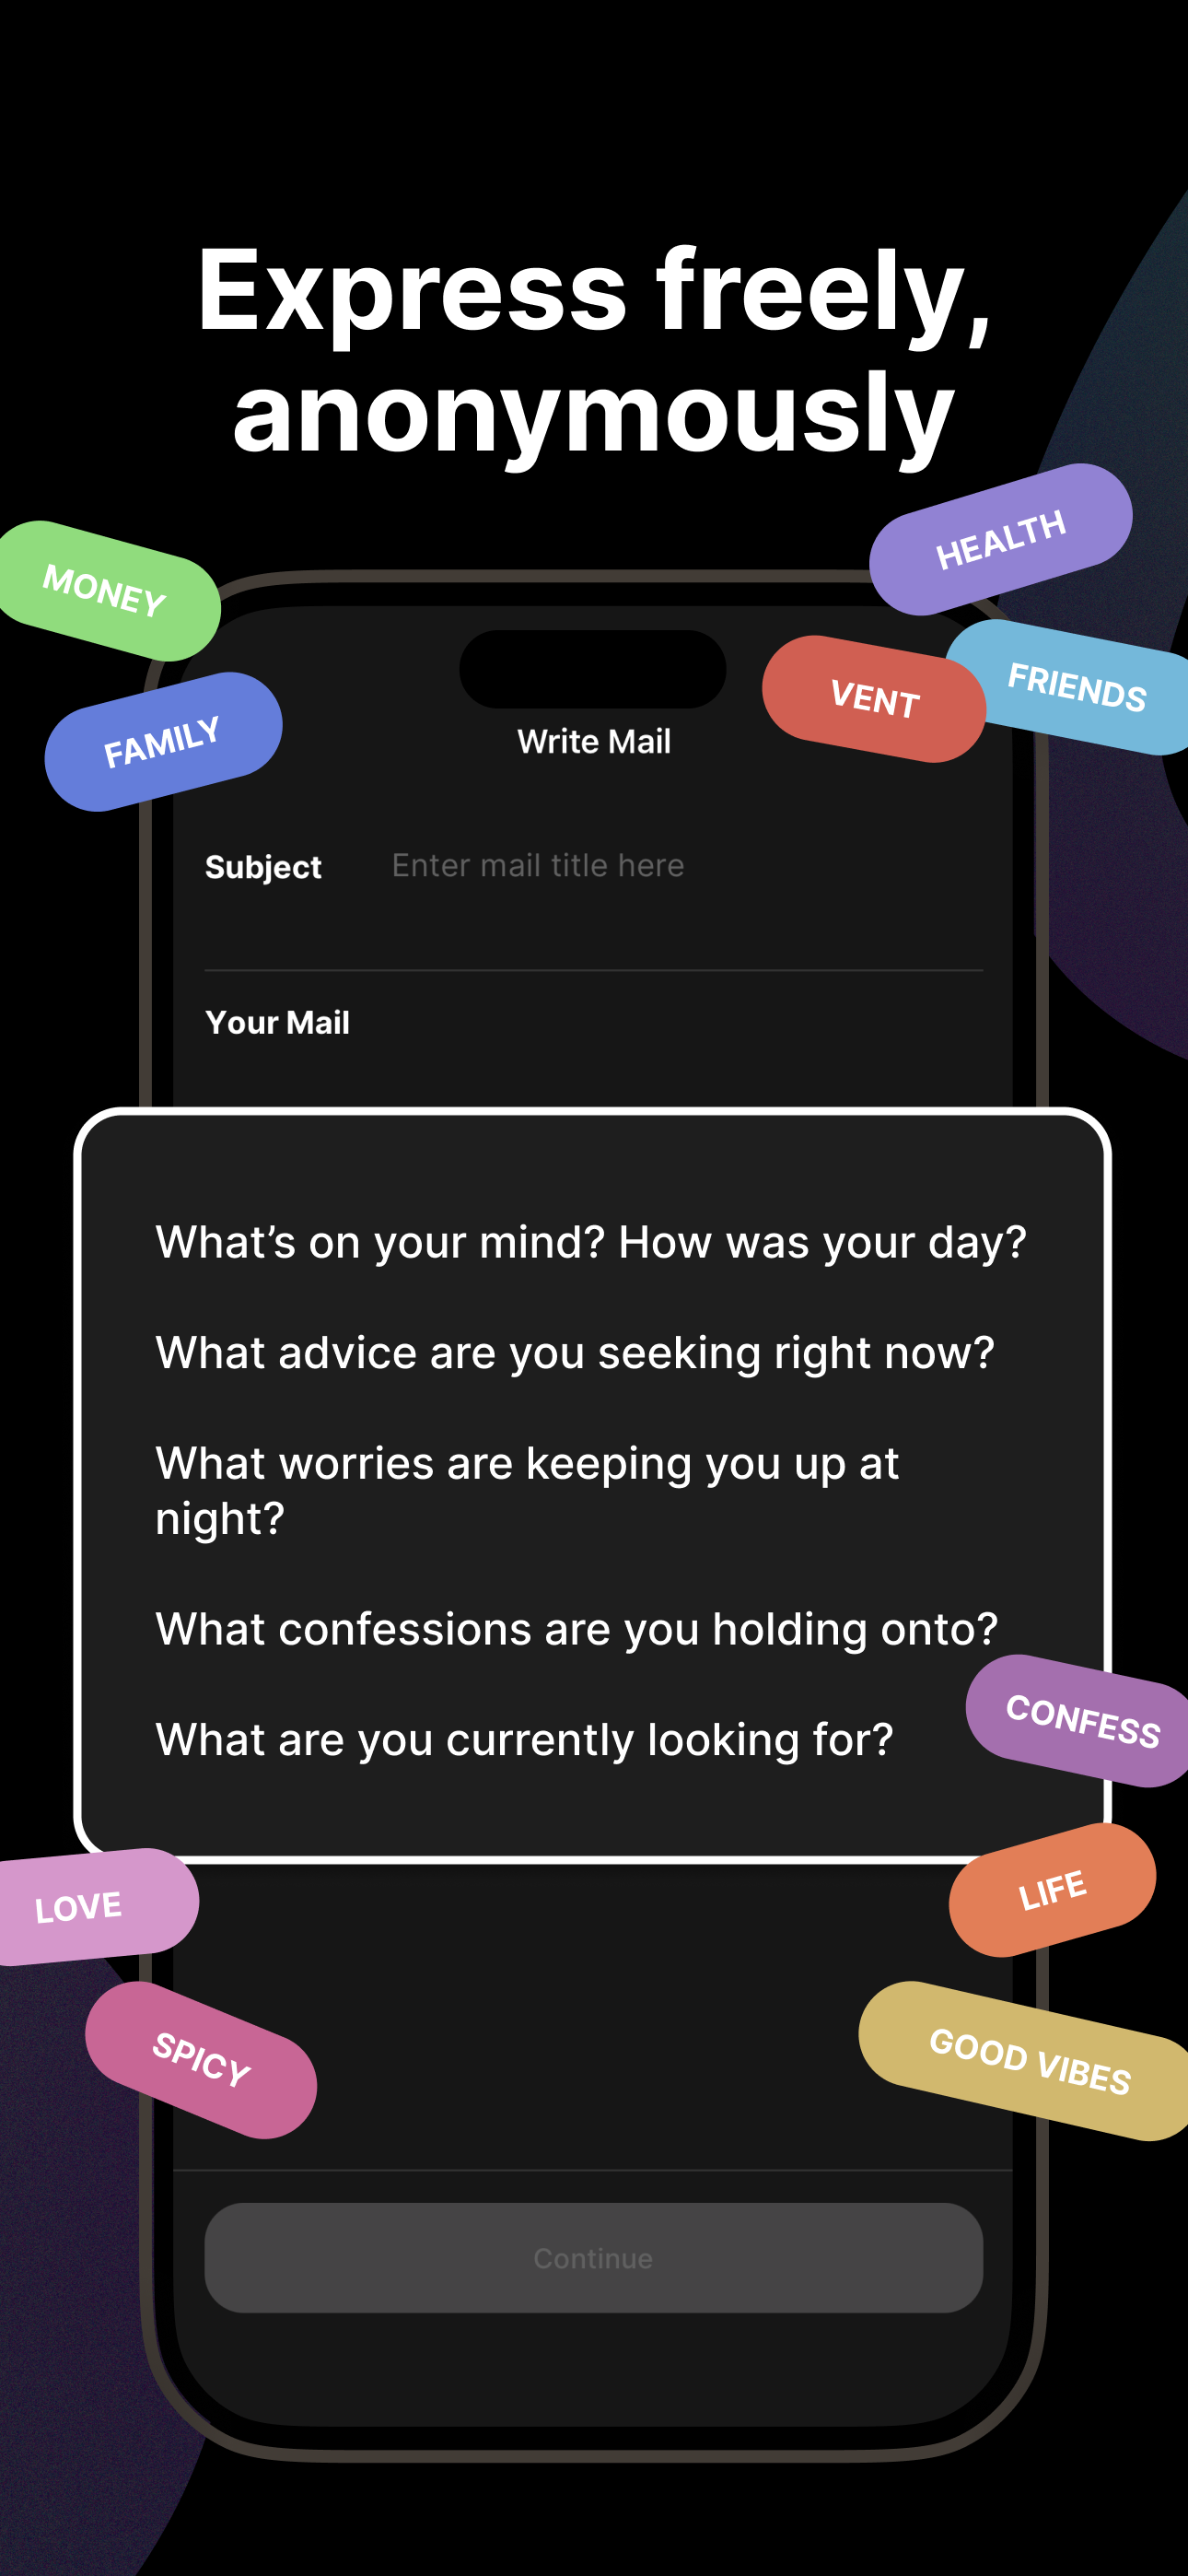 Express freely,
anonymously
HEALTH
MONEY
FRIENDS
VENT
FAMILY
Write Mail
Subject
Enter mail title here
Your Mail
What’s on your mind? How was your day?
What advice are you seeking right now?
What worries are keeping you up at
night?
What confessions are you holding onto?
What are you currently looking for?
CONFESS
LIFE
LOVE
SPICY
GOOD VIBES
Continue